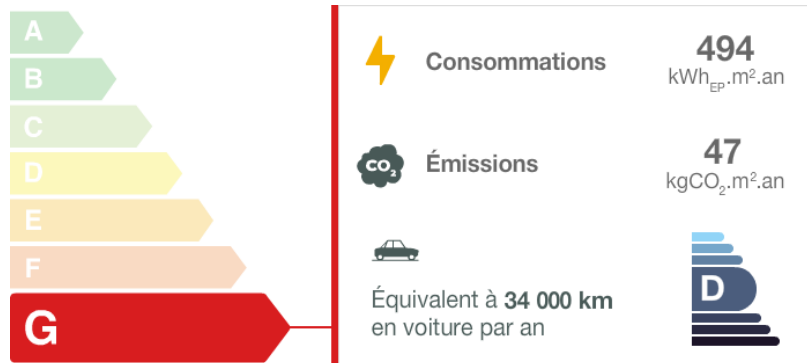 A
B
C
D
E
F
G
Consommations
494
kWhEP.m².an
CO₂
Émissions
47
kgCO₂.m².an
Équivalent à 34 000 km
en voiture par an
D